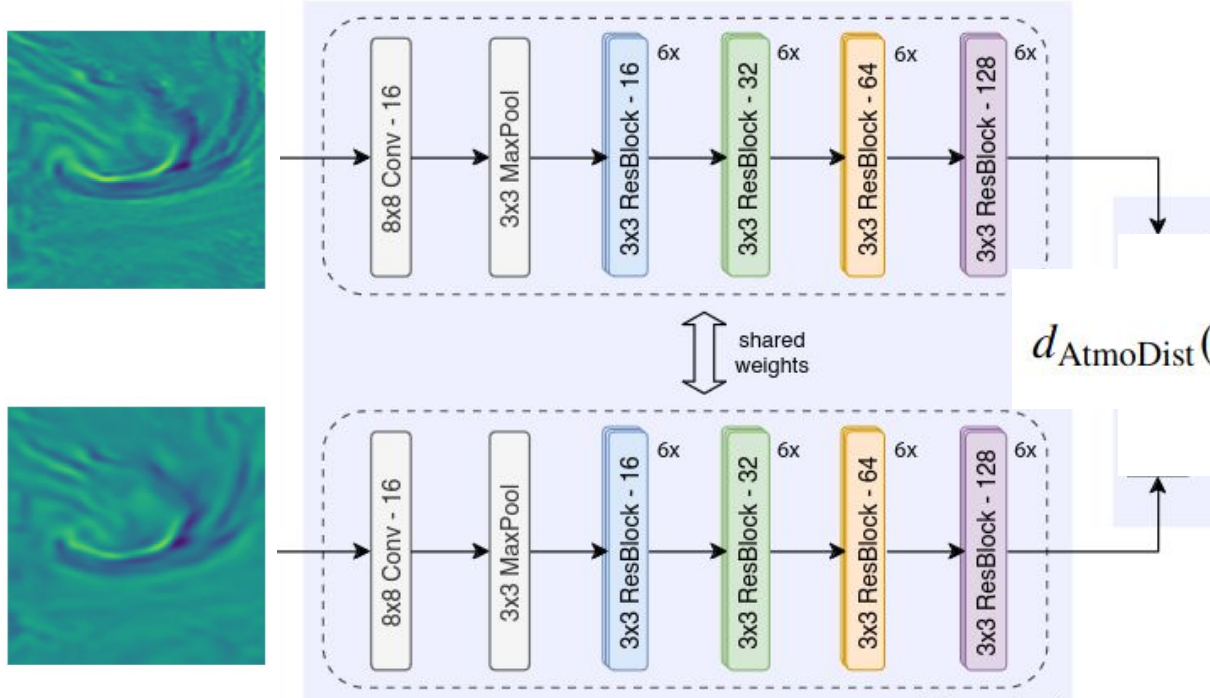 8x8 Conv - 16
3x3 MaxPool
3x3 ResBlock - 16
6x
3x3 ResBlock - 32
6x
3x3 ResBlock - 64
6x
3x3 ResBlock - 128
6x
shared
weights
d_AtmoDist(
8x8 Conv - 16
3x3 MaxPool
3x3 ResBlock - 16
6x
3x3 ResBlock - 32
6x
3x3 ResBlock - 64
6x
3x3 ResBlock - 128
6x